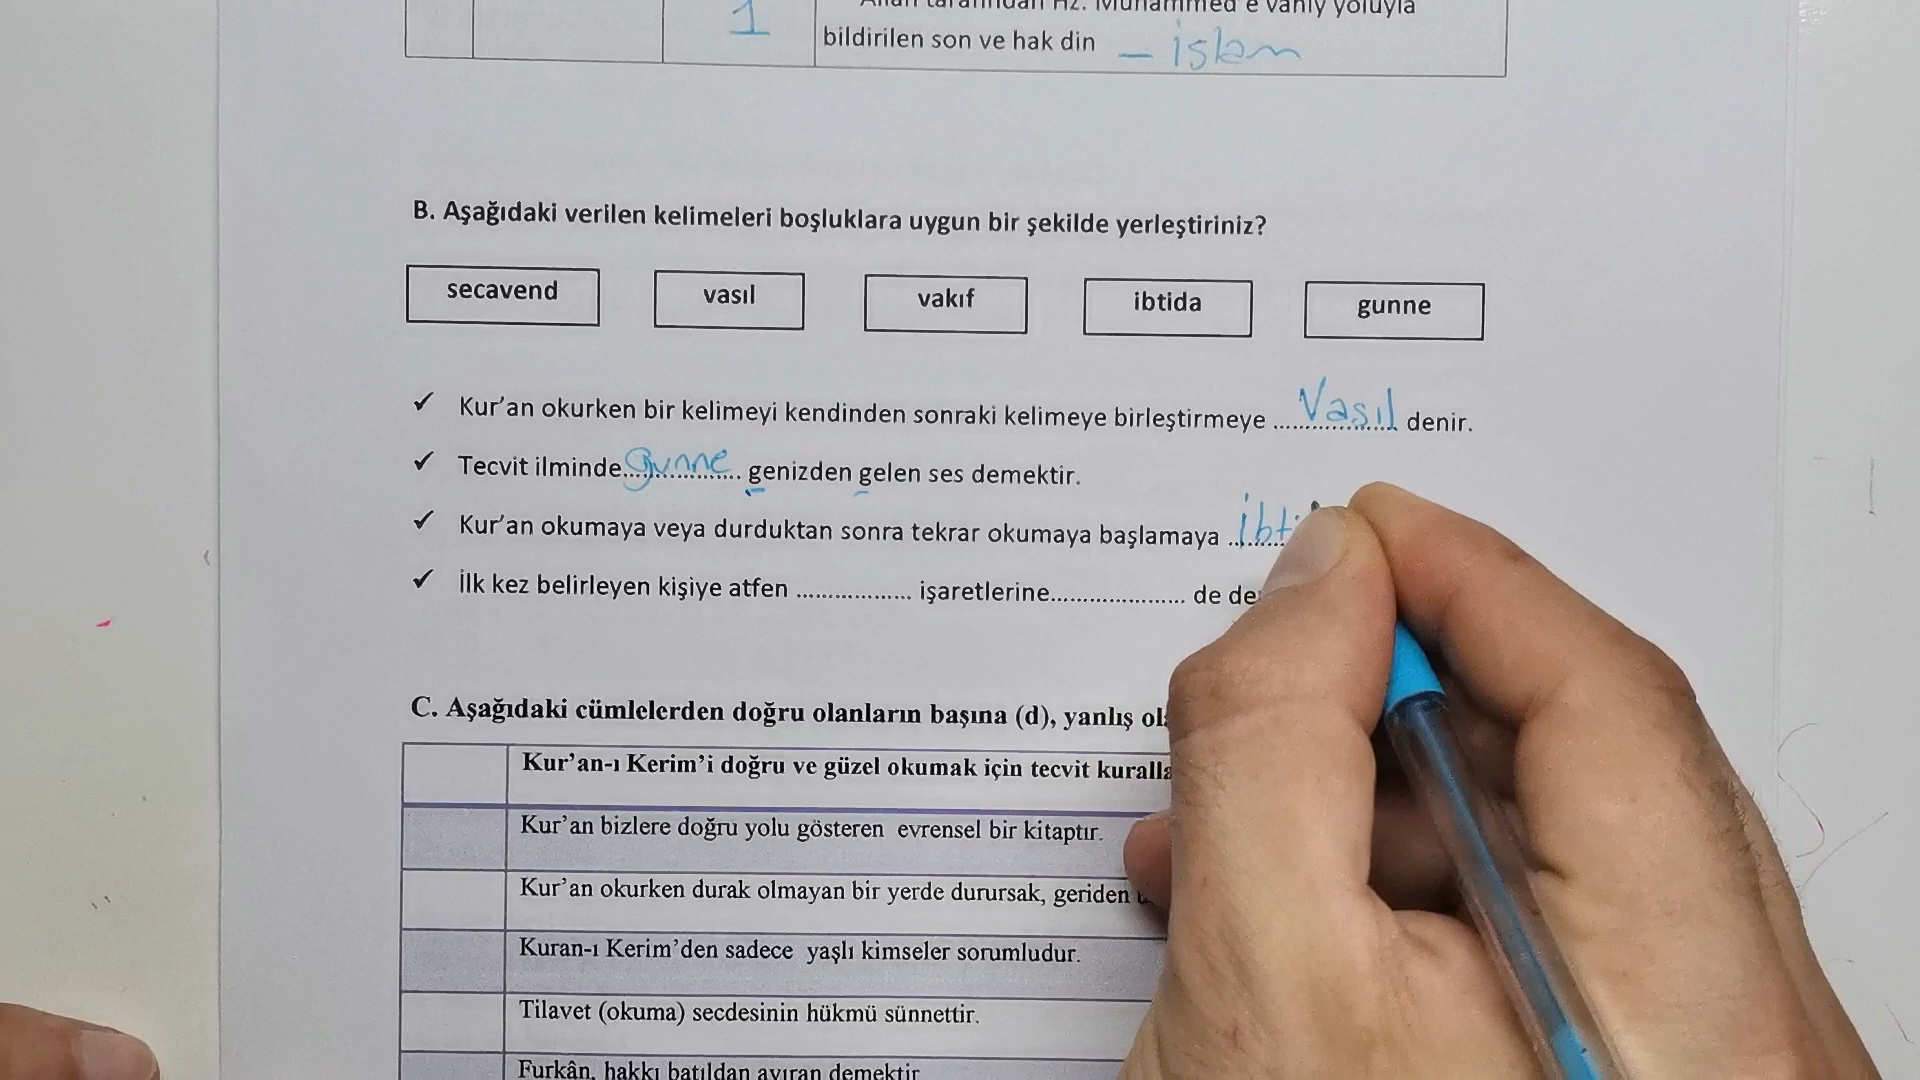 1
bildirilen son ve hak din – islam
B. Aşağıdaki verilen kelimeleri boşluklara uygun bir şekilde yerleştiriniz?
secavend vasıl vakıf ibtida gunne
✓ Kur'an okurken bir kelimeyi kendinden sonraki kelimeye birleştirmeye ...Vasıl... denir.
✓ Tecvit ilminde...gunne... genizden gelen ses demektir.
✓ Kur'an okumaya veya durduktan sonra tekrar okumaya başlamaya ...ibti
✓ İlk kez belirleyen kişiye atfen .................. işaretlerine..................... de de
C. Aşağıdaki cümlelerden doğru olanların başına (d), yanlış ol
Kur'an-ı Kerim'i doğru ve güzel okumak için tecvit kuralla
Kur'an bizlere doğru yolu gösteren evrensel bir kitaptır.
Kur'an okurken durak olmayan bir yerde durursak, geriden
Kuran-ı Kerim'den sadece yaşlı kimseler sorumludur.
Tilavet (okuma) secdesinin hükmü sünnettir.
Furkân, hakkı batıldan ayıran demektir